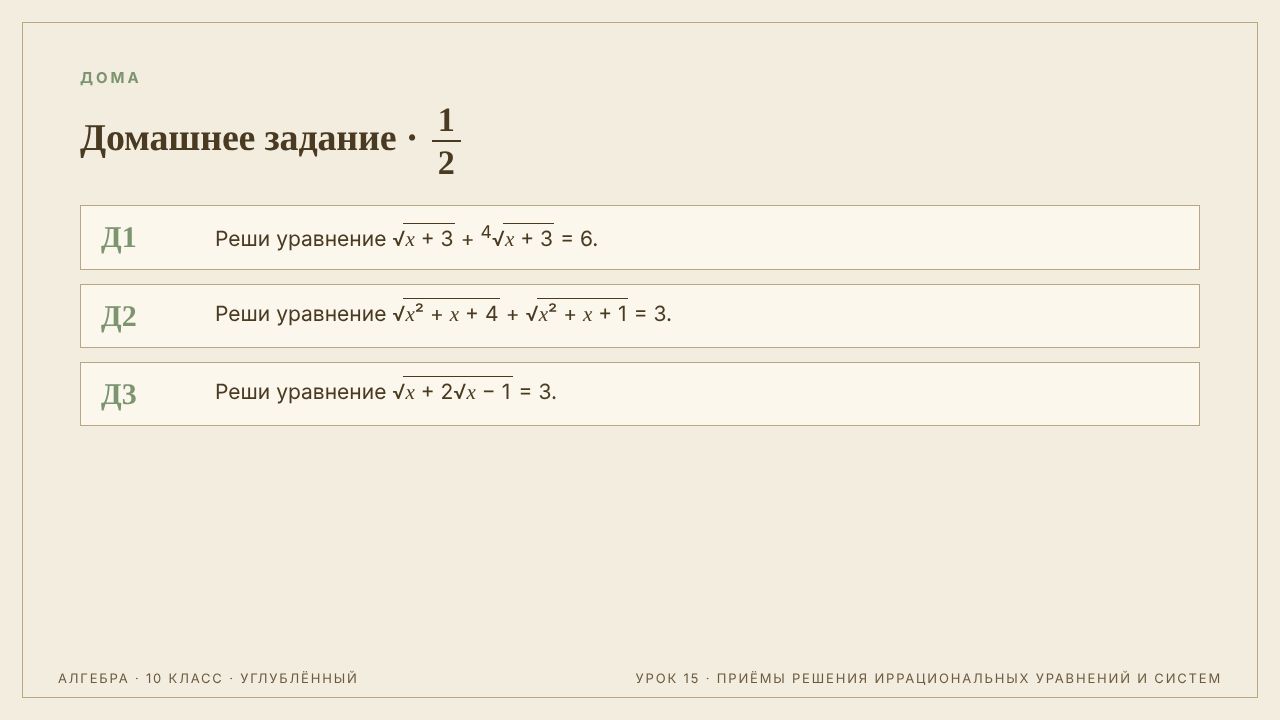 ДОМА
Домашнее задание · 1/2
Д1 Реши уравнение √x + 3 + ⁴√x + 3 = 6.
Д2 Реши уравнение √x² + x + 4 + √x² + x + 1 = 3.
Д3 Реши уравнение √x + 2√x − 1 = 3.
АЛГЕБРА · 10 КЛАСС · УГЛУБЛЁННЫЙ
УРОК 15 · ПРИЁМЫ РЕШЕНИЯ ИРРАЦИОНАЛЬНЫХ УРАВНЕНИЙ И СИСТЕМ